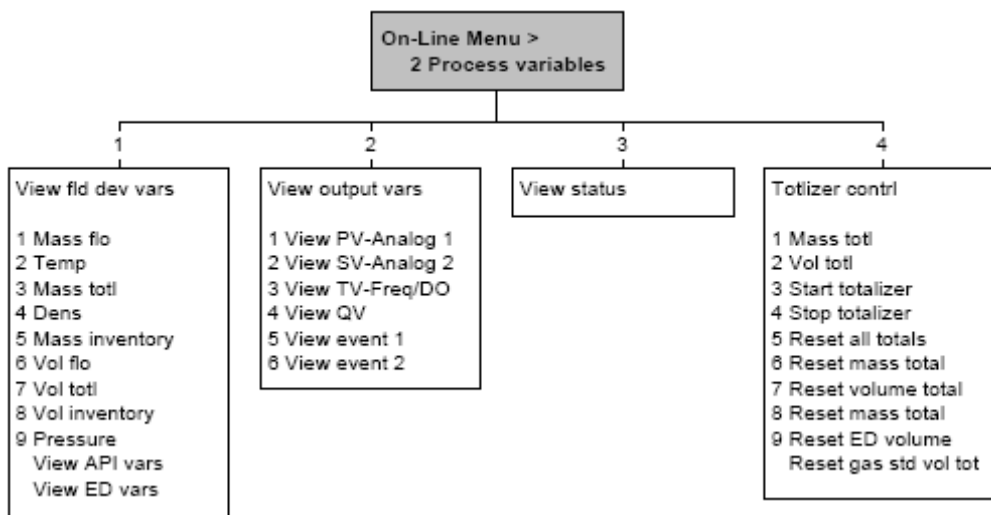 On-Line Menu >
2 Process variables
1
View fld dev vars
1 Mass flo
2 Temp
3 Mass totl
4 Dens
5 Mass inventory
6 Vol flo
7 Vol totl
8 Vol inventory
9 Pressure
View API vars
View ED vars
2
View output vars
1 View PV-Analog 1
2 View SV-Analog 2
3 View TV-Freq/DO
4 View QV
5 View event 1
6 View event 2
3
View status
4
Totlizer contrl
1 Mass totl
2 Vol totl
3 Start totalizer
4 Stop totalizer
5 Reset all totals
6 Reset mass total
7 Reset volume total
8 Reset mass total
9 Reset ED volume
Reset gas std vol tot